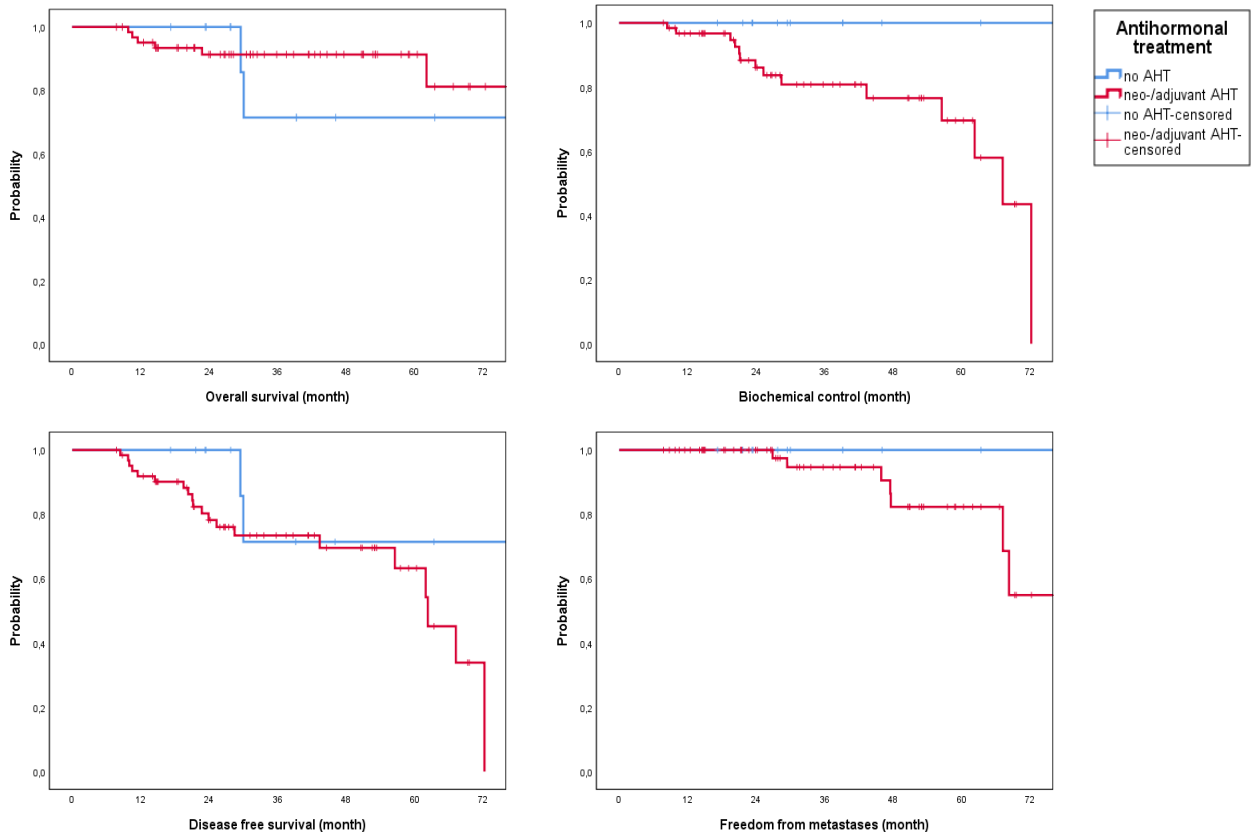 1,0
0,8
0,6
0,4
0,2
0,0
Probability
0 12 24 36 48 60 72
Overall survival (month)
1,0
0,8
0,6
0,4
0,2
0,0
Probability
0 12 24 36 48 60 72
Biochemical control (month)
Antihormonal
treatment
no AHT
neo-/adjuvant AHT
no AHT-censored
neo-/adjuvant AHT-
censored
1,0
0,8
0,6
0,4
0,2
0,0
Probability
0 12 24 36 48 60 72
Disease free survival (month)
1,0
0,8
0,6
0,4
0,2
0,0
Probability
0 12 24 36 48 60 72
Freedom from metastases (month)